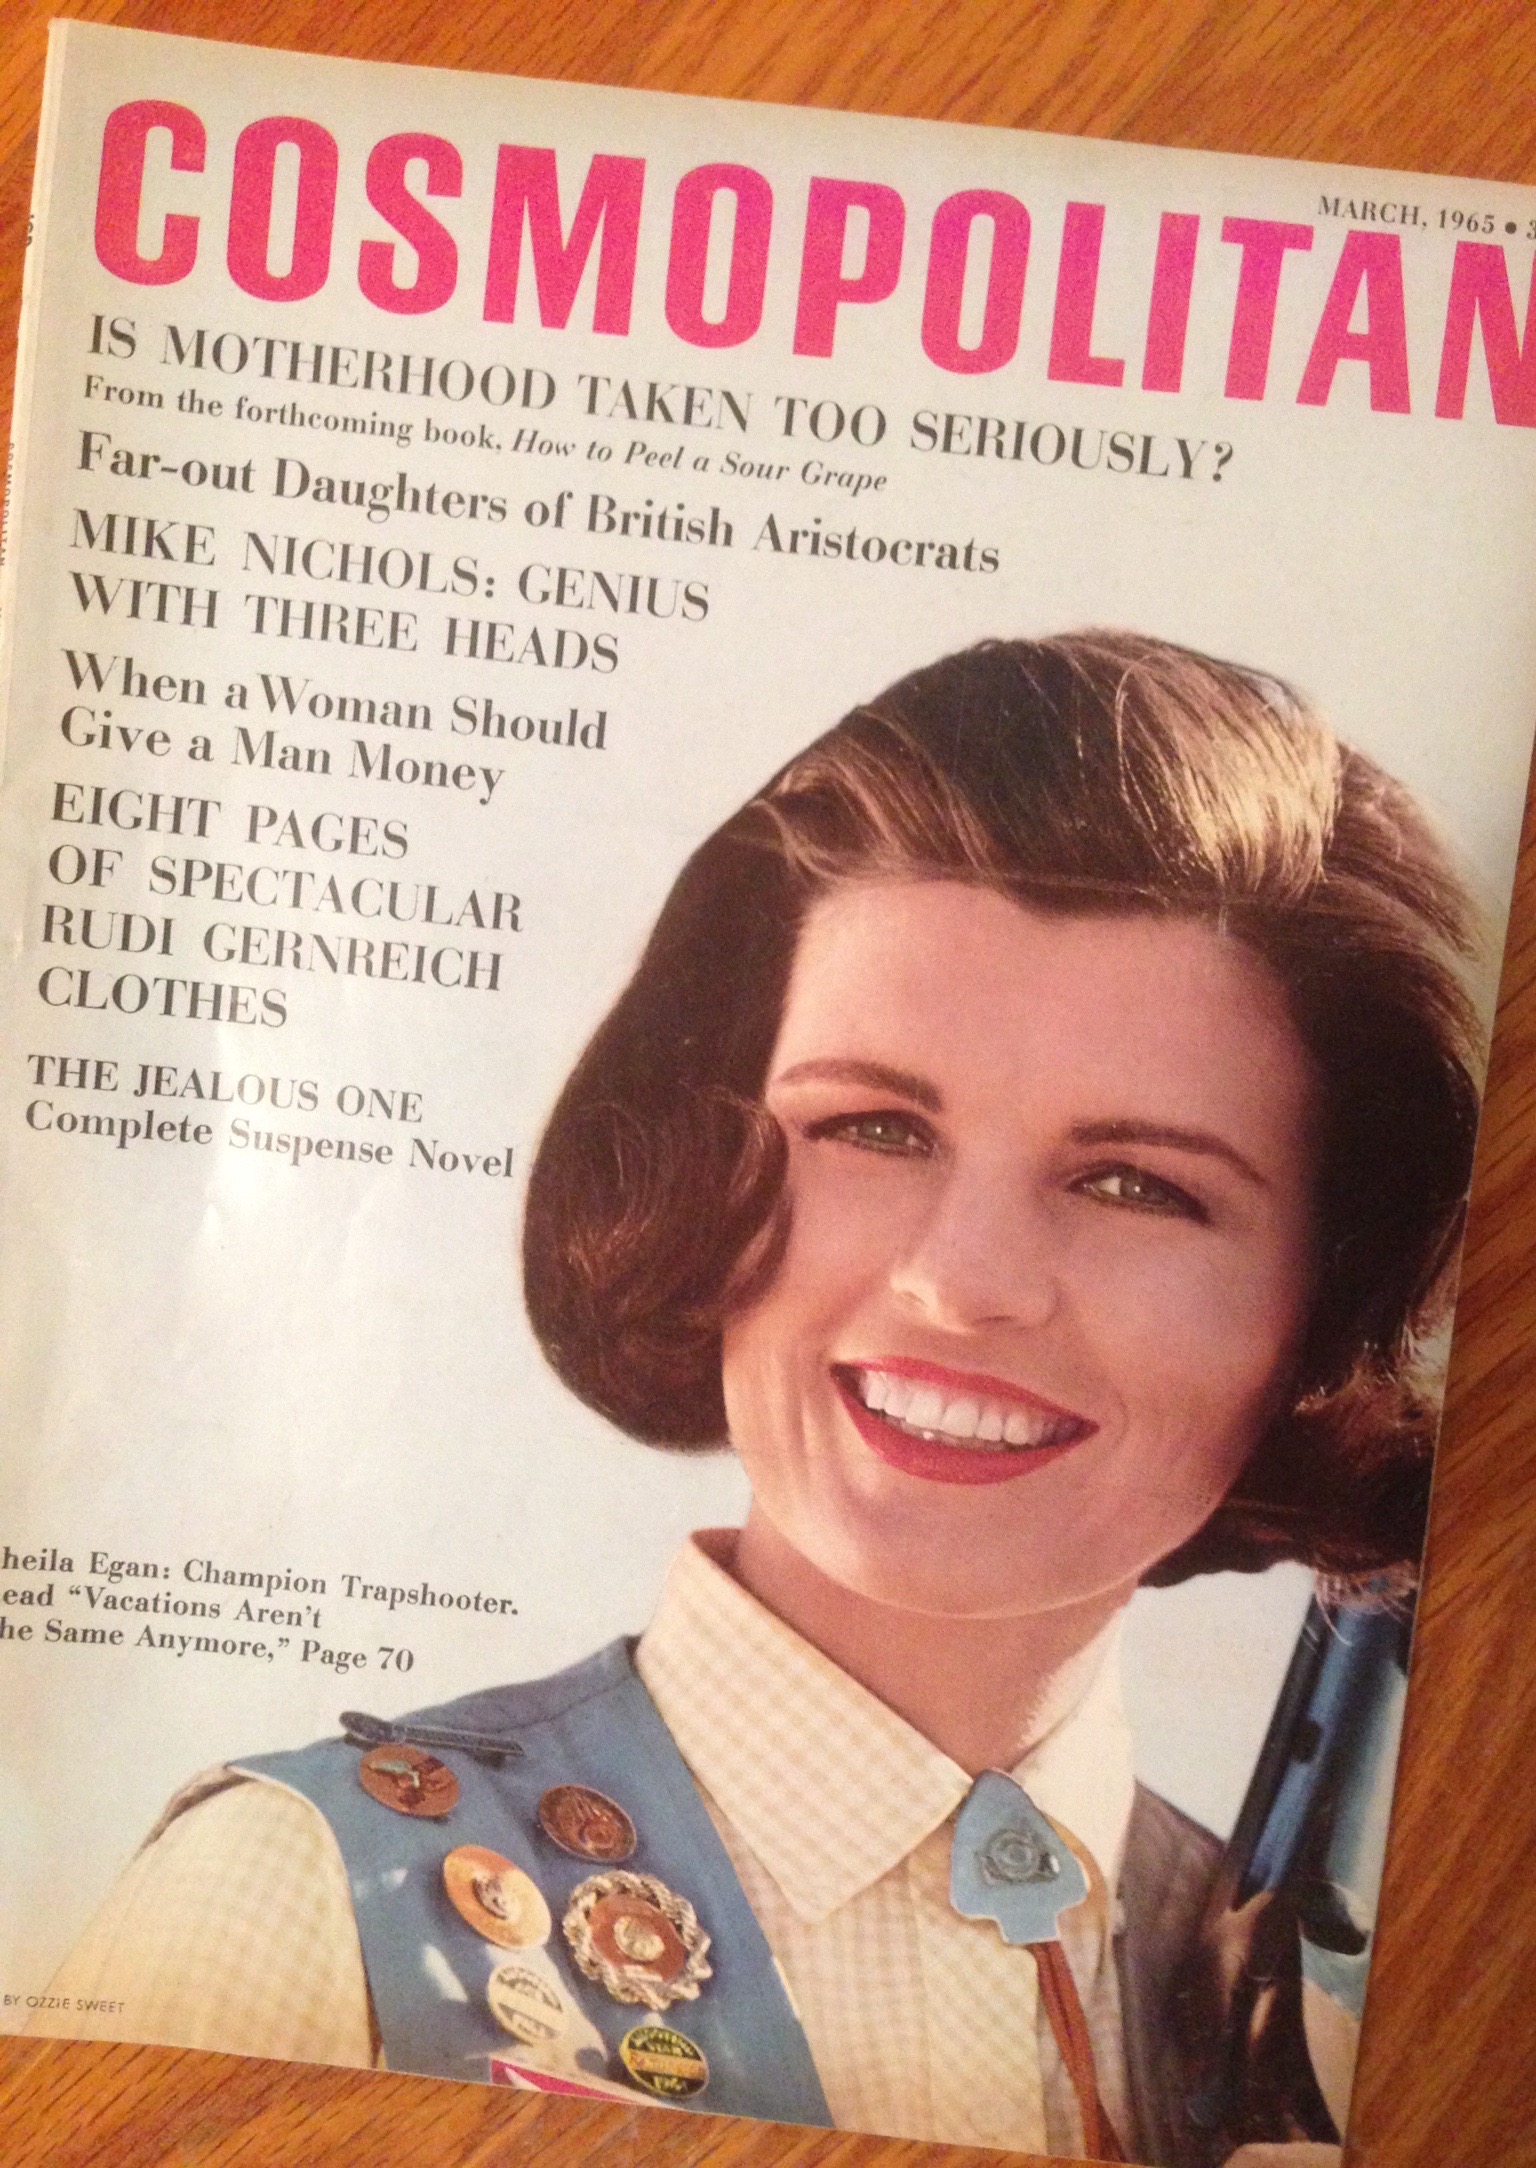 COSMOPOLITAN
MARCH, 1965 • 3
IS MOTHERHOOD TAKEN TOO SERIOUSLY?
From the forthcoming book, How to Peel a Sour Grape
Far-out Daughters of British Aristocrats
MIKE NICHOLS: GENIUS
WITH THREE HEADS
When a Woman Should
Give a Man Money
EIGHT PAGES
OF SPECTACULAR
RUDI GERNREICH
CLOTHES
THE JEALOUS ONE
Complete Suspense Novel
heila Egan: Champion Trapshooter.
ead “Vacations Aren’t
he Same Anymore,” Page 70
BY OZZIE SWEET